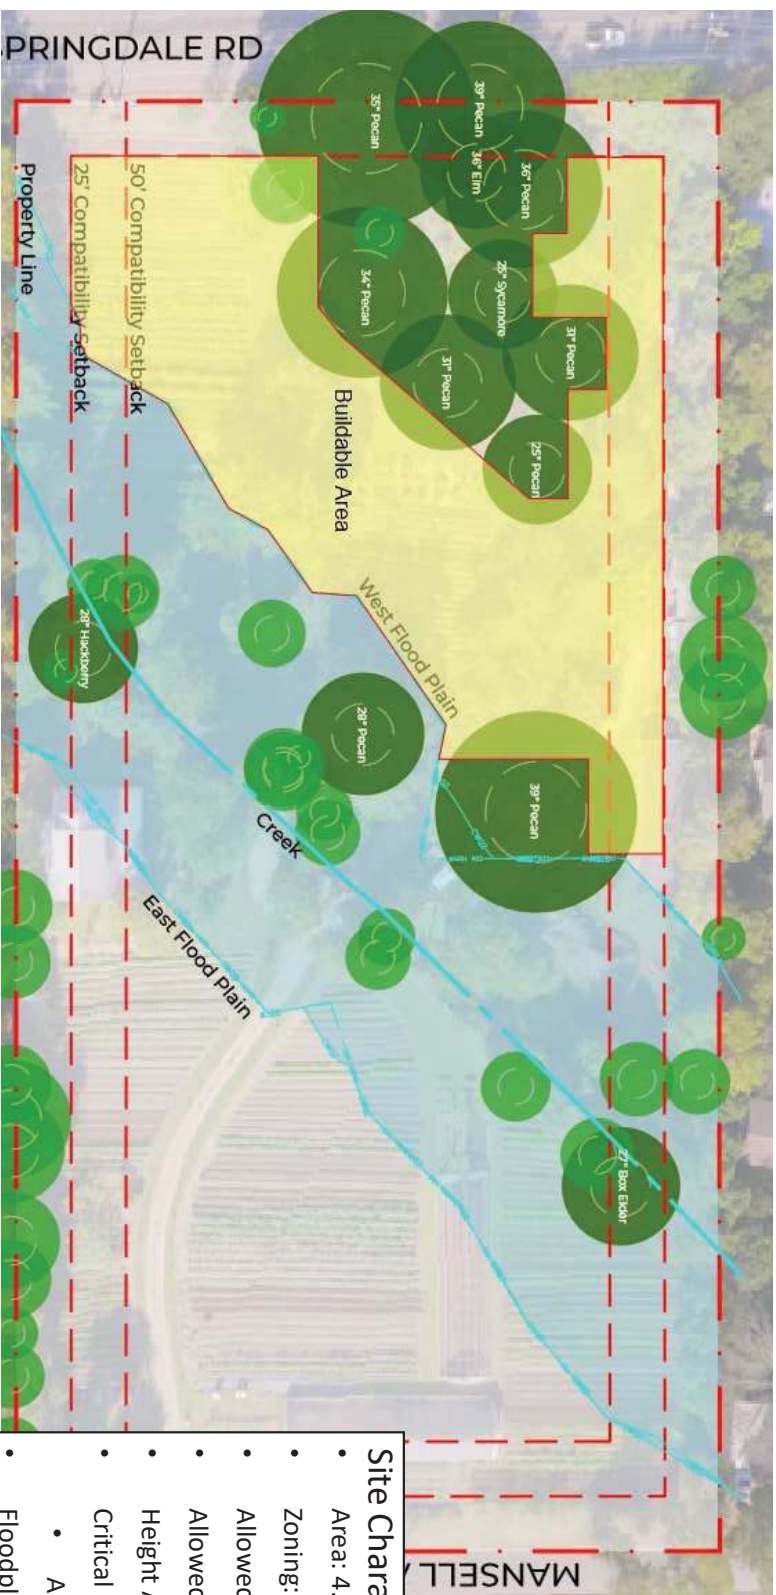 SPRINGDALE RD
35" Pecan
39" Pecan
36" Elm
36" Pecan
34" Pecan
25" Sycamore
31" Pecan
31" Pecan
25" Pecan
Property Line
25' Compatibility Setback
50' Compatibility Setback
Buildable Area
West Flood Plain
28" Hackberry
28" Pecan
39" Pecan
Creek
East Flood Plain
27" Box Elder
MANSELL A
Site Chara
• Area: 4.
• Zoning:
• Allowed
• Allowed
• Height A
• Critical
• A
• Floodpl